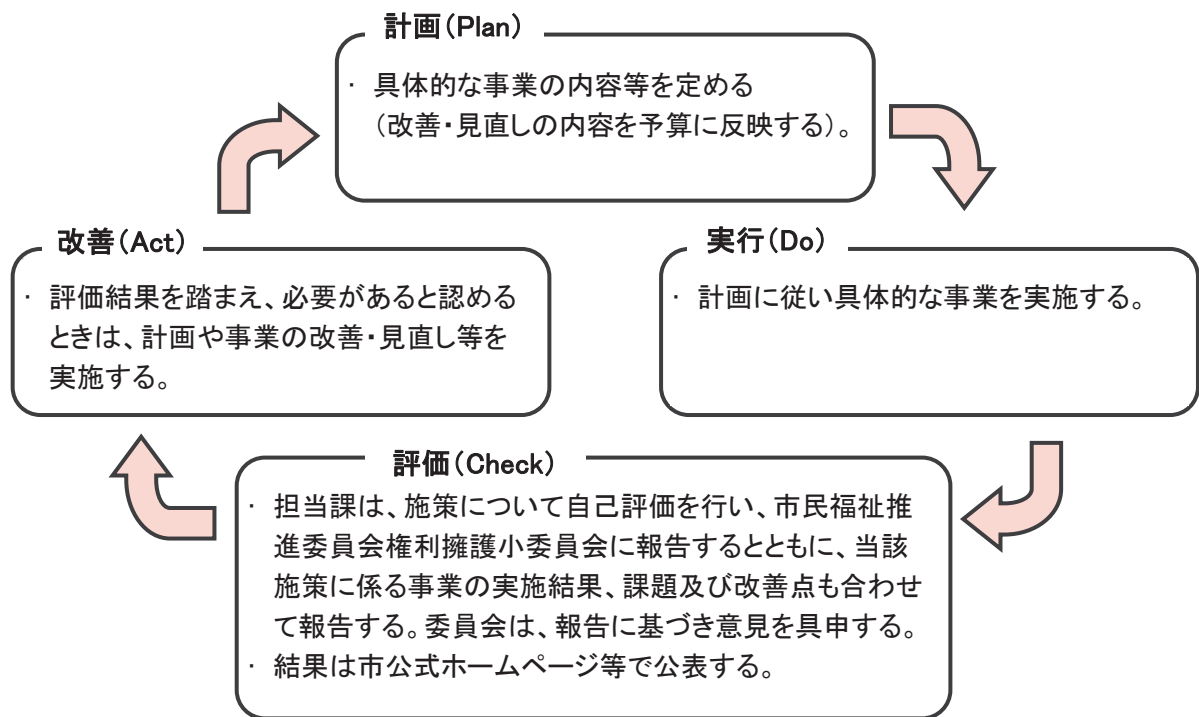 計画(Plan)
・ 具体的な事業の内容等を定める
(改善・見直しの内容を予算に反映する)。
実行(Do)
・ 計画に従い具体的な事業を実施する。
評価(Check)
・ 担当課は、施策について自己評価を行い、市民福祉推
進委員会権利擁護小委員会に報告するとともに、当該
施策に係る事業の実施結果、課題及び改善点も合わせ
て報告する。委員会は、報告に基づき意見を具申する。
・ 結果は市公式ホームページ等で公表する。
改善(Act)
・ 評価結果を踏まえ、必要があると認める
ときは、計画や事業の改善・見直し等を
実施する。